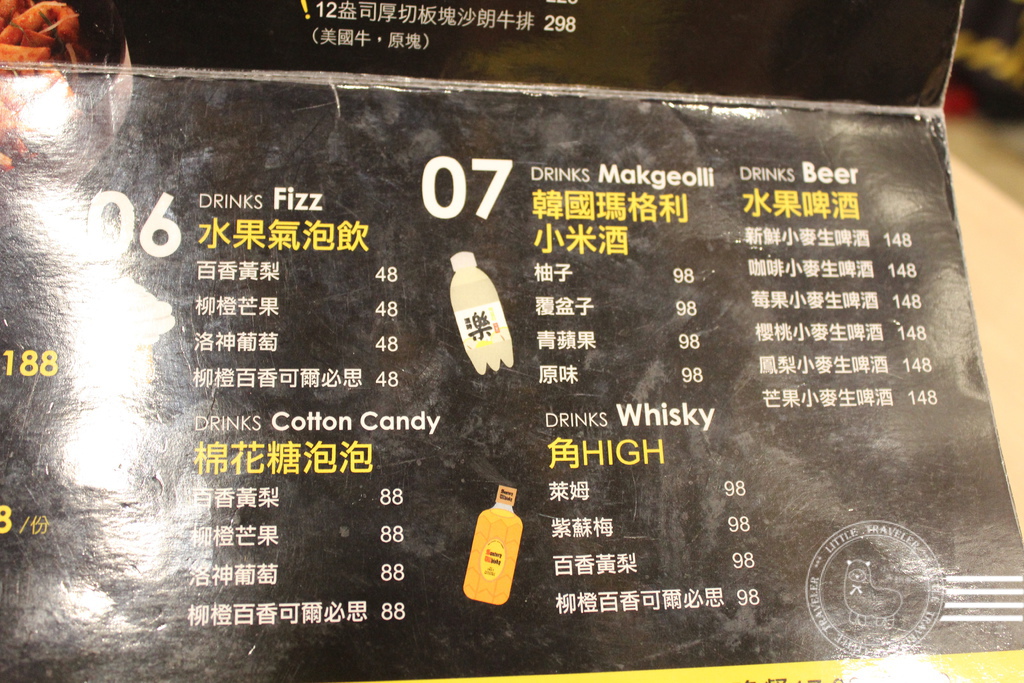 !12盎司厚切板塊沙朗牛排 298
（美國牛，原塊）
06
DRINKS Fizz
水果氣泡飲
百香黃梨 48
柳橙芒果 48
洛神葡萄 48
柳橙百香可爾必思 48
188
DRINKS Cotton Candy
棉花糖泡泡
百香黃梨 88
柳橙芒果 88
洛神葡萄 88
柳橙百香可爾必思 88
/份
07
DRINKS Makgeolli
韓國瑪格利
小米酒
柚子 98
覆盆子 98
青蘋果 98
原味 98
樂
DRINKS Beer
水果啤酒
新鮮小麥生啤酒 148
咖啡小麥生啤酒 148
莓果小麥生啤酒 148
櫻桃小麥生啤酒 148
鳳梨小麥生啤酒 148
芒果小麥生啤酒 148
DRINKS Whisky
角HIGH
萊姆 98
紫蘇梅 98
百香黃梨 98
柳橙百香可爾必思 98
LITTLE TRAVELER